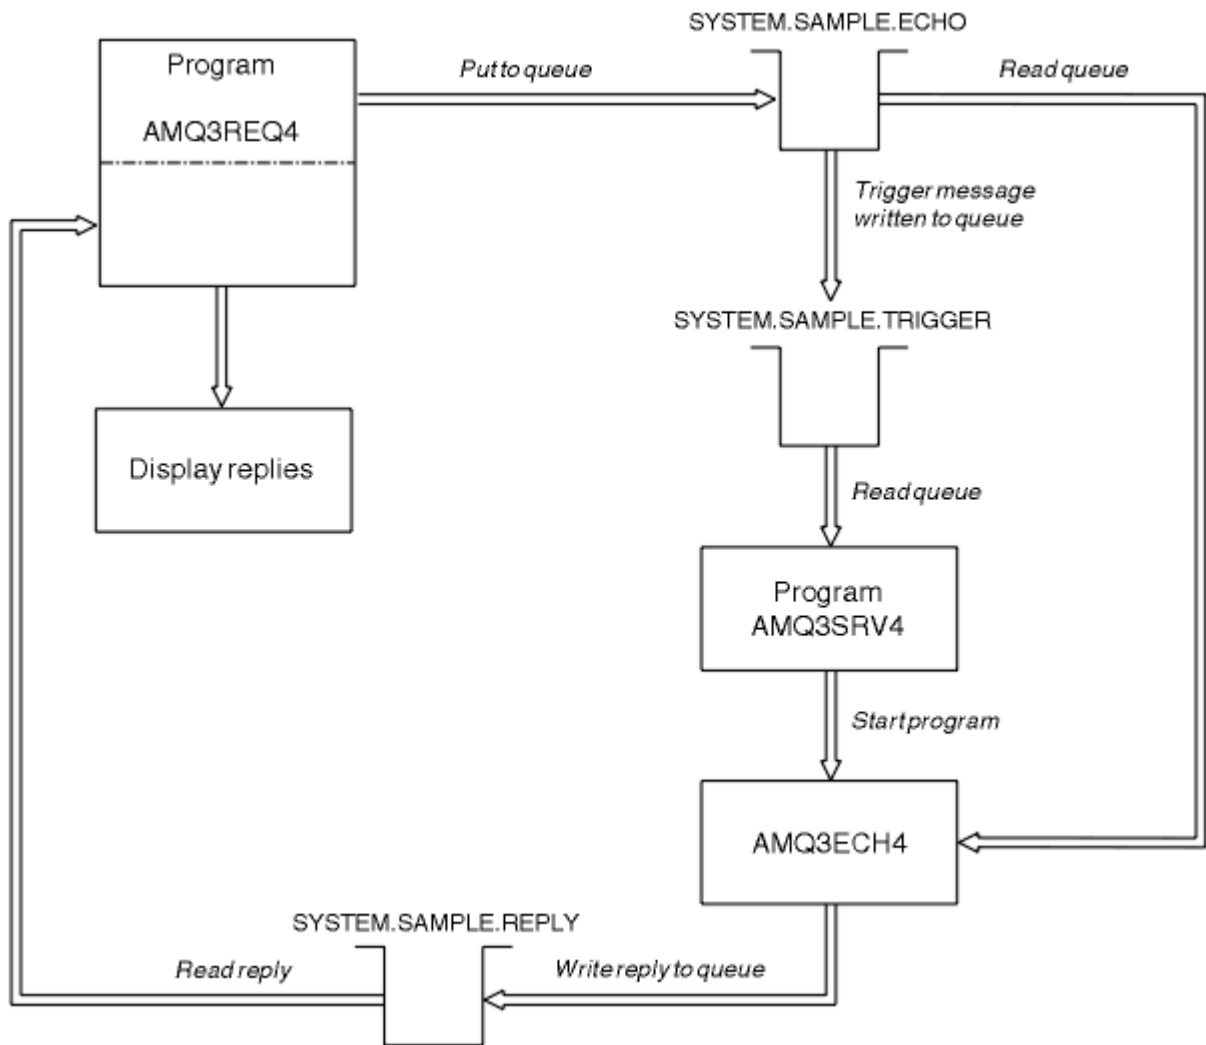 SYSTEM.SAMPLE.ECHO
Program
Put to queue
Read queue
AMQ3REQ4
Trigger message
written to queue
SYSTEM.SAMPLE.TRIGGER
Display replies
Read queue
Program
AMQ3SRV4
Start program
AMQ3ECH4
SYSTEM.SAMPLE.REPLY
Read reply
Write reply to queue